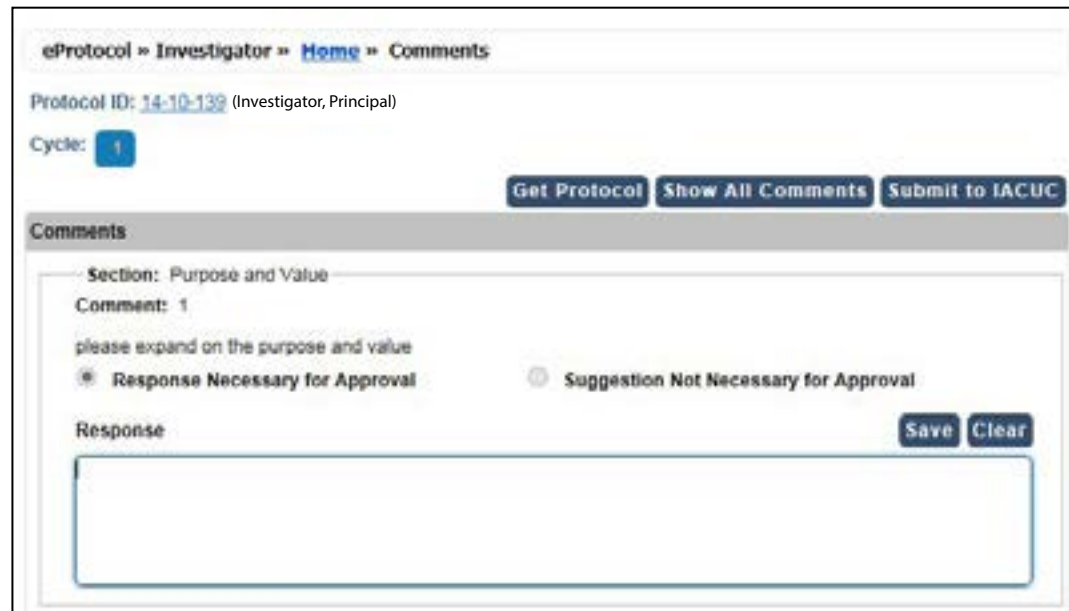 eProtocol » Investigator » Home » Comments
Protocol ID: 14-10-139 (Investigator, Principal)
Cycle: 1
Get Protocol Show All Comments Submit to IACUC
Comments
Section: Purpose and Value
Comment: 1
please expand on the purpose and value
Response Necessary for Approval Suggestion Not Necessary for Approval
Response Save Clear